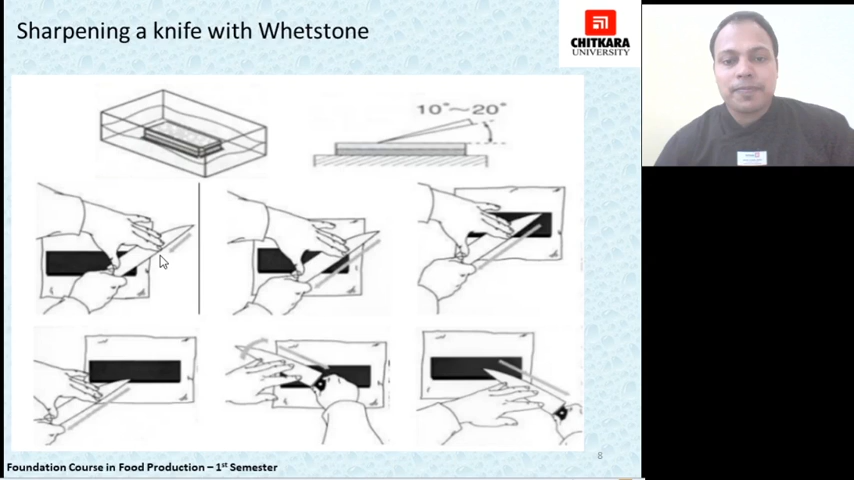 Sharpening a knife with Whetstone
CHITKARA
UNIVERSITY
10°~20°
8
Foundation Course in Food Production – 1st Semester